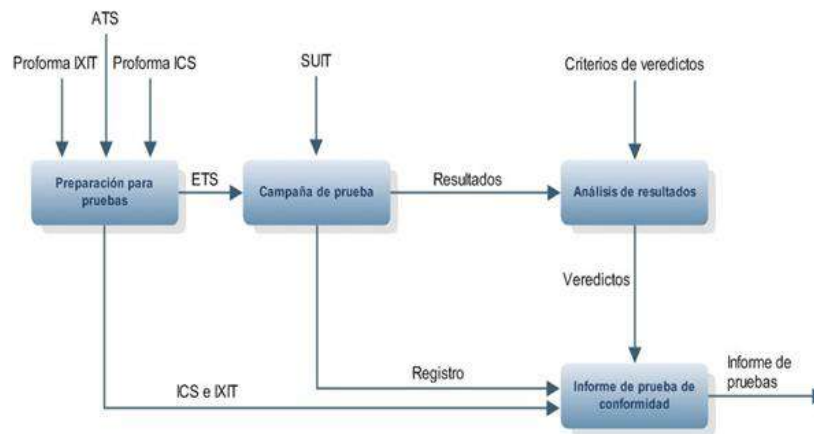 ATS
Proforma IXIT
Proforma ICS
SUIT
Criterios de veredictos
Preparación para
pruebas
ETS
Campaña de prueba
Resultados
Análisis de resultados
Veredictos
Registro
ICS e IXIT
Informe de prueba de
conformidad
Informe de
pruebas